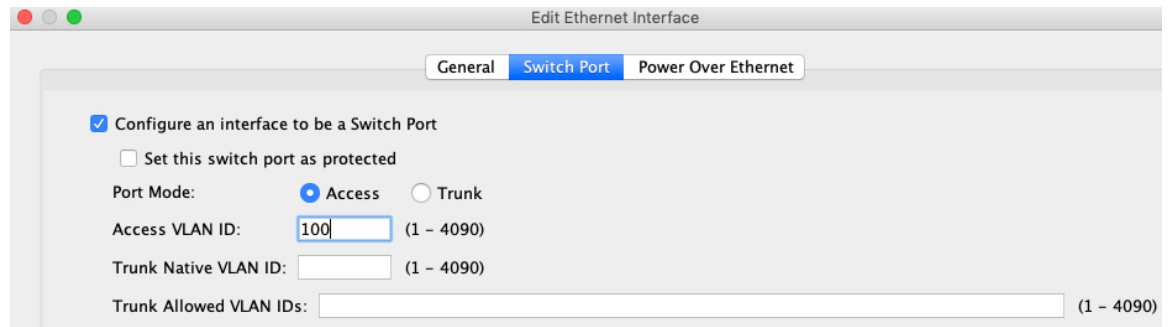 Edit Ethernet Interface
General Switch Port Power Over Ethernet
Configure an interface to be a Switch Port
Set this switch port as protected
Port Mode: Access Trunk
Access VLAN ID: 100 (1 - 4090)
Trunk Native VLAN ID: (1 - 4090)
Trunk Allowed VLAN IDs: (1 - 4090)